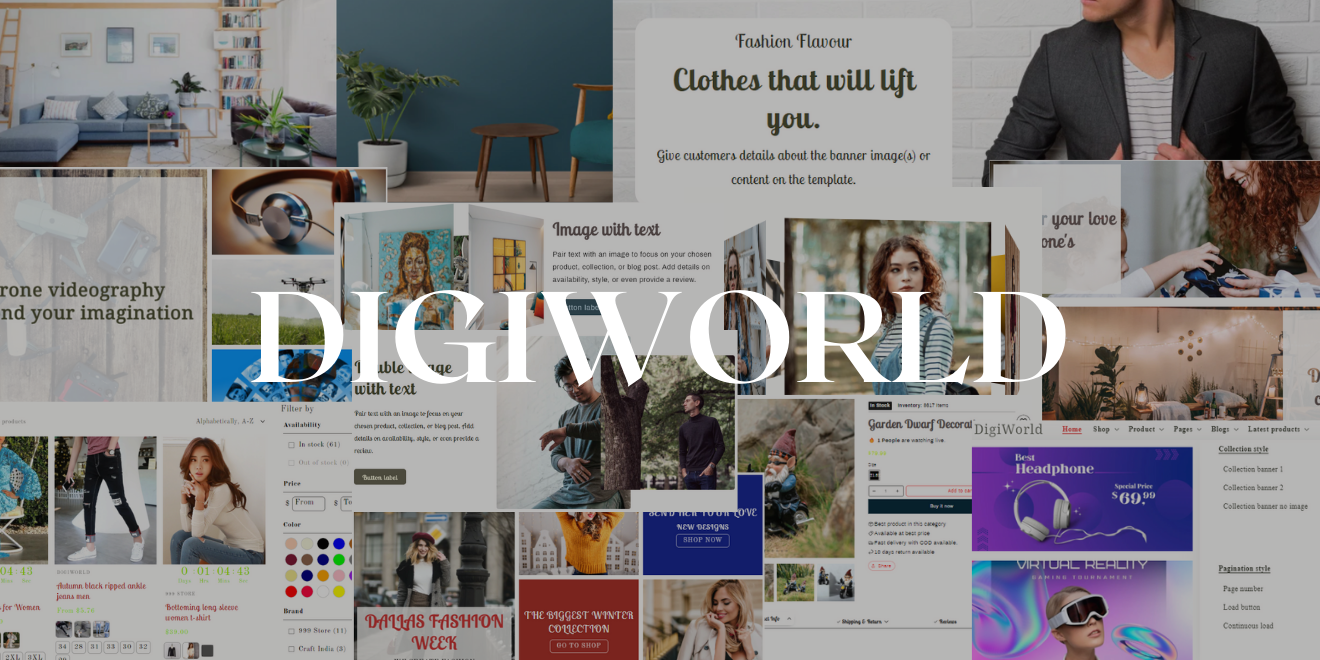 Fashion Flavour
Clothes that will lift
you.
Give customers details about the banner image(s) or
content on the template.
your love
one's
Image with text
Pair text with an image to focus on your chosen
product, collection, or blog post. Add details on
availability, style, or even provide a review.
rone videography
nd your imagination
DIGIWORLD
with text
Pair text with an image to focus on your
chosen product, collection, or blog post. Add
details on availability, style, or even provide a
review.
Button label
products
Alphabetically, A-Z
Filter by
Availability
In stock (61)
Out of stock (0)
Price
$ From $ To
Color
Brand
999 Store (11)
Craft India (3)
04:43
0:01:04:43
Days Hrs Min Sec
DIGIWORLD
Autumn black ripped ankle
jeans men
34 28 31 33 30 32
999 STORE
Bottoming long sleeve
women t-shirt
for Women
2XL 3XL
DALLAS FASHION
WEEK
SEND HER YOUR LOVE
NEW DESIGNS
SHOP NOW
THE BIGGEST WINTER
COLLECTION
GO TO SHOP
In Stock Inventory: 9817 items
Garden Dwarf Decorat
1 People are watching live
Size
Buy it now
Best product in this category
Available at best price
Fast delivery with COD available.
15 days return available
Share
Shipping & Return
Reviews
DigiWorld
Home Shop Product Pages Blogs Latest products
Best
Headphone
Special Price
$69.99
VIRTUAL REALITY
GAMING TOURNAMENT
Collection style
Collection banner 1
Collection banner 2
Collection banner no image
Pagination style
Page number
Load button
Continuous load